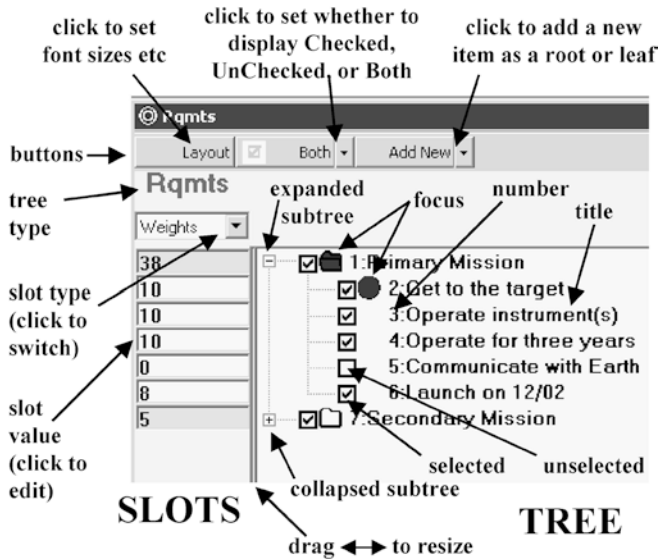 click to set
font sizes etc
click to set whether to
display Checked,
UnChecked, or Both
click to add a new
item as a root or leaf
Rqmts
buttons
Layout
Both
Add New
tree
type
Rqmts
expanded
subtree
focus
number
title
Weights
slot type
(click to
switch)
38
1:Primary Mission
10
2:Get to the target
10
3:Operate instrument(s)
10
4:Operate for three years
0
5:Communicate with Earth
8
6:Launch on 12/02
5
7:Secondary Mission
slot
value
(click to
edit)
selected
unselected
collapsed subtree
SLOTS
TREE
drag
to resize